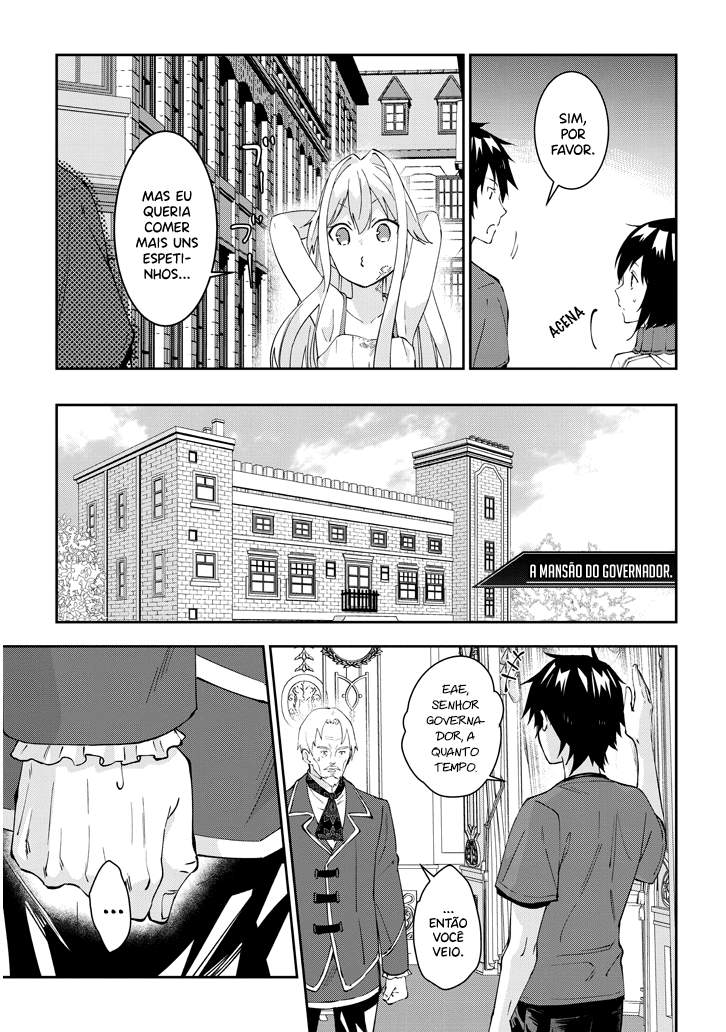 SIM,
POR
FAVOR.
ACENA
MAS EU
QUERIA
COMER
MAIS UNS
ESPETI-
NHOS...
A MANSÃO DO GOVERNADOR.
EAE,
SENHOR
GOVERNA-
DOR, A
QUANTO
TEMPO.
...
ENTÃO
VOCÊ
VEIO.
...